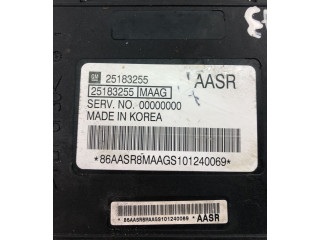 GM
25183255
25183255 MAAG
AASR
SERV. NO. 00000000
MADE IN KOREA
*86AASR8MAAGS101240069*
*86AASR8MAAGS101240069*
AASR